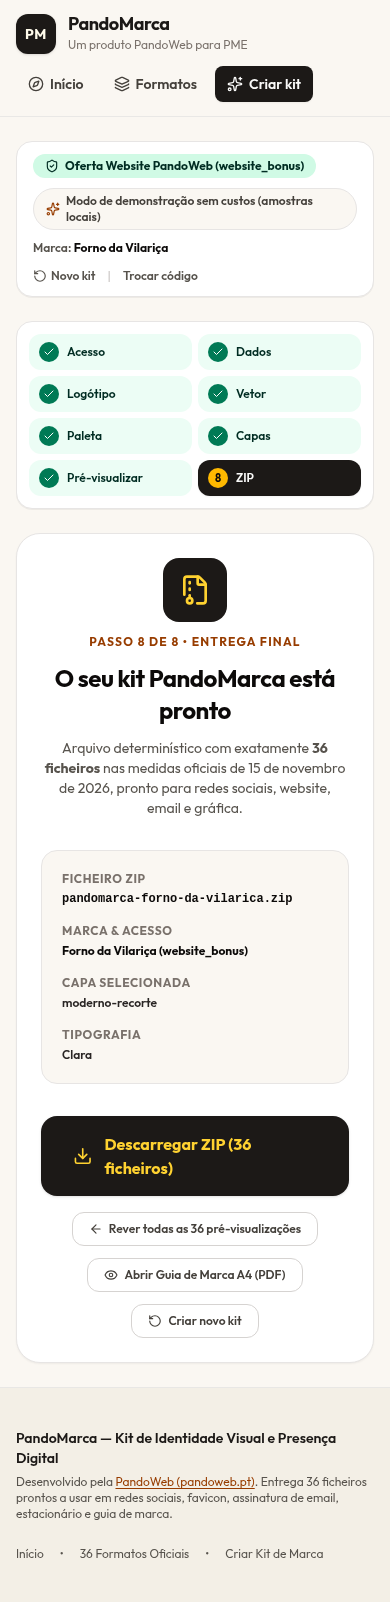 PM
PandoMarca
Um produto PandoWeb para PME
Início
Formatos
Criar kit
Oferta Website PandoWeb (website_bonus)
Modo de demonstração sem custos (amostras
locais)
Marca: Forno da Vilariça
Novo kit | Trocar código
Acesso
Dados
Logótipo
Vetor
Paleta
Capas
Pré-visualizar
8 ZIP
PASSO 8 DE 8 • ENTREGA FINAL
O seu kit PandoMarca está
pronto
Arquivo determinístico com exatamente 36
ficheiros nas medidas oficiais de 15 de novembro
de 2026, pronto para redes sociais, website,
email e gráfica.
FICHEIRO ZIP
pandomarca-forno-da-vilarica.zip
MARCA & ACESSO
Forno da Vilariça (website_bonus)
CAPA SELECIONADA
moderno-recorte
TIPOGRAFIA
Clara
Descarregar ZIP (36
ficheiros)
Rever todas as 36 pré-visualizações
Abrir Guia de Marca A4 (PDF)
Criar novo kit
PandoMarca — Kit de Identidade Visual e Presença
Digital
Desenvolvido pela PandoWeb (pandoweb.pt). Entrega 36 ficheiros
prontos a usar em redes sociais, favicon, assinatura de email,
estacionário e guia de marca.
Início • 36 Formatos Oficiais • Criar Kit de Marca